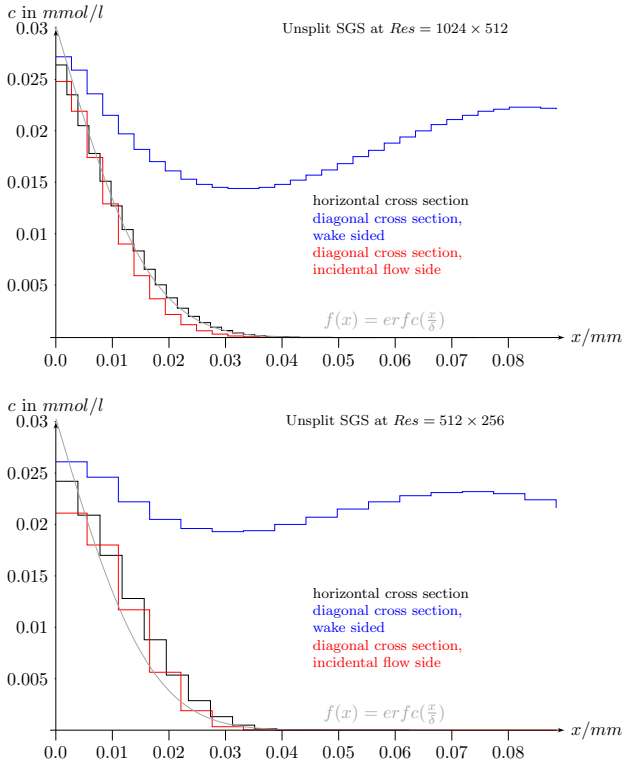 c in mmol/l
Unsplit SGS at Res = 1024 × 512
0.03
0.025
0.02
0.015
0.01
0.005
horizontal cross section
diagonal cross section,
wake sided
diagonal cross section,
incidental flow side
f(x) = erfc(x/δ)
x/mm
0.0 0.01 0.02 0.03 0.04 0.05 0.06 0.07 0.08
c in mmol/l
Unsplit SGS at Res = 512 × 256
0.03
0.025
0.02
0.015
0.01
0.005
horizontal cross section
diagonal cross section,
wake sided
diagonal cross section,
incidental flow side
f(x) = erfc(x/δ)
x/mm
0.0 0.01 0.02 0.03 0.04 0.05 0.06 0.07 0.08